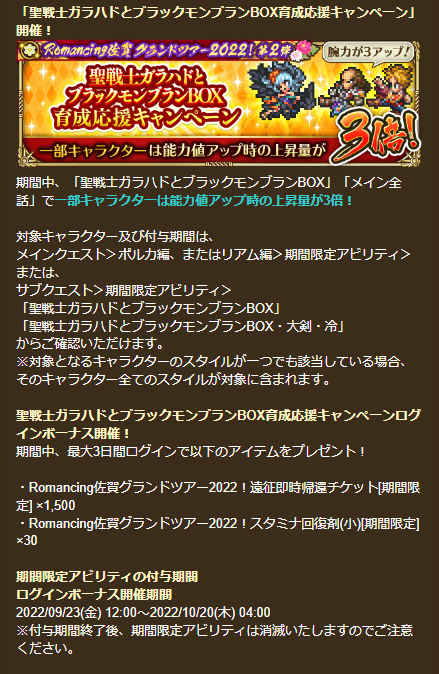 「聖戦士ガラハドとブラックモンブランBOX育成応援キャンペーン」
開催！
Romancing佐賀グランドツアー2022！第2弾
腕力が3アップ！
聖戦士ガラハドと
ブラックモンブランBOX
育成応援キャンペーン
一部キャラクターは能力値アップ時の上昇量が
3倍！
期間中、「聖戦士ガラハドとブラックモンブランBOX」「メイン全
話」で一部キャラクターは能力値アップ時の上昇量が3倍！
対象キャラクター及び付与期間は、
メインクエスト＞ポルカ編、またはリアム編＞期間限定アビリティ＞
または、
サブクエスト＞期間限定アビリティ＞
「聖戦士ガラハドとブラックモンブランBOX」
「聖戦士ガラハドとブラックモンブランBOX・大剣・冷」
からご確認いただけます。
※対象となるキャラクターのスタイルが一つでも該当している場合、
そのキャラクター全てのスタイルが対象に含まれます。
聖戦士ガラハドとブラックモンブランBOX育成応援キャンペーンログ
インボーナス開催！
期間中、最大3日間ログインで以下のアイテムをプレゼント！
・Romancing佐賀グランドツアー2022！遠征即時帰還チケット[期間限
定] ×1,500
・Romancing佐賀グランドツアー2022！スタミナ回復剤(小)[期間限定]
×30
期間限定アビリティの付与期間
ログインボーナス開催期間
2022/09/23(金) 12:00～2022/10/20(木) 04:00
※付与期間終了後、期間限定アビリティは消滅いたしますのでご注意
ください。